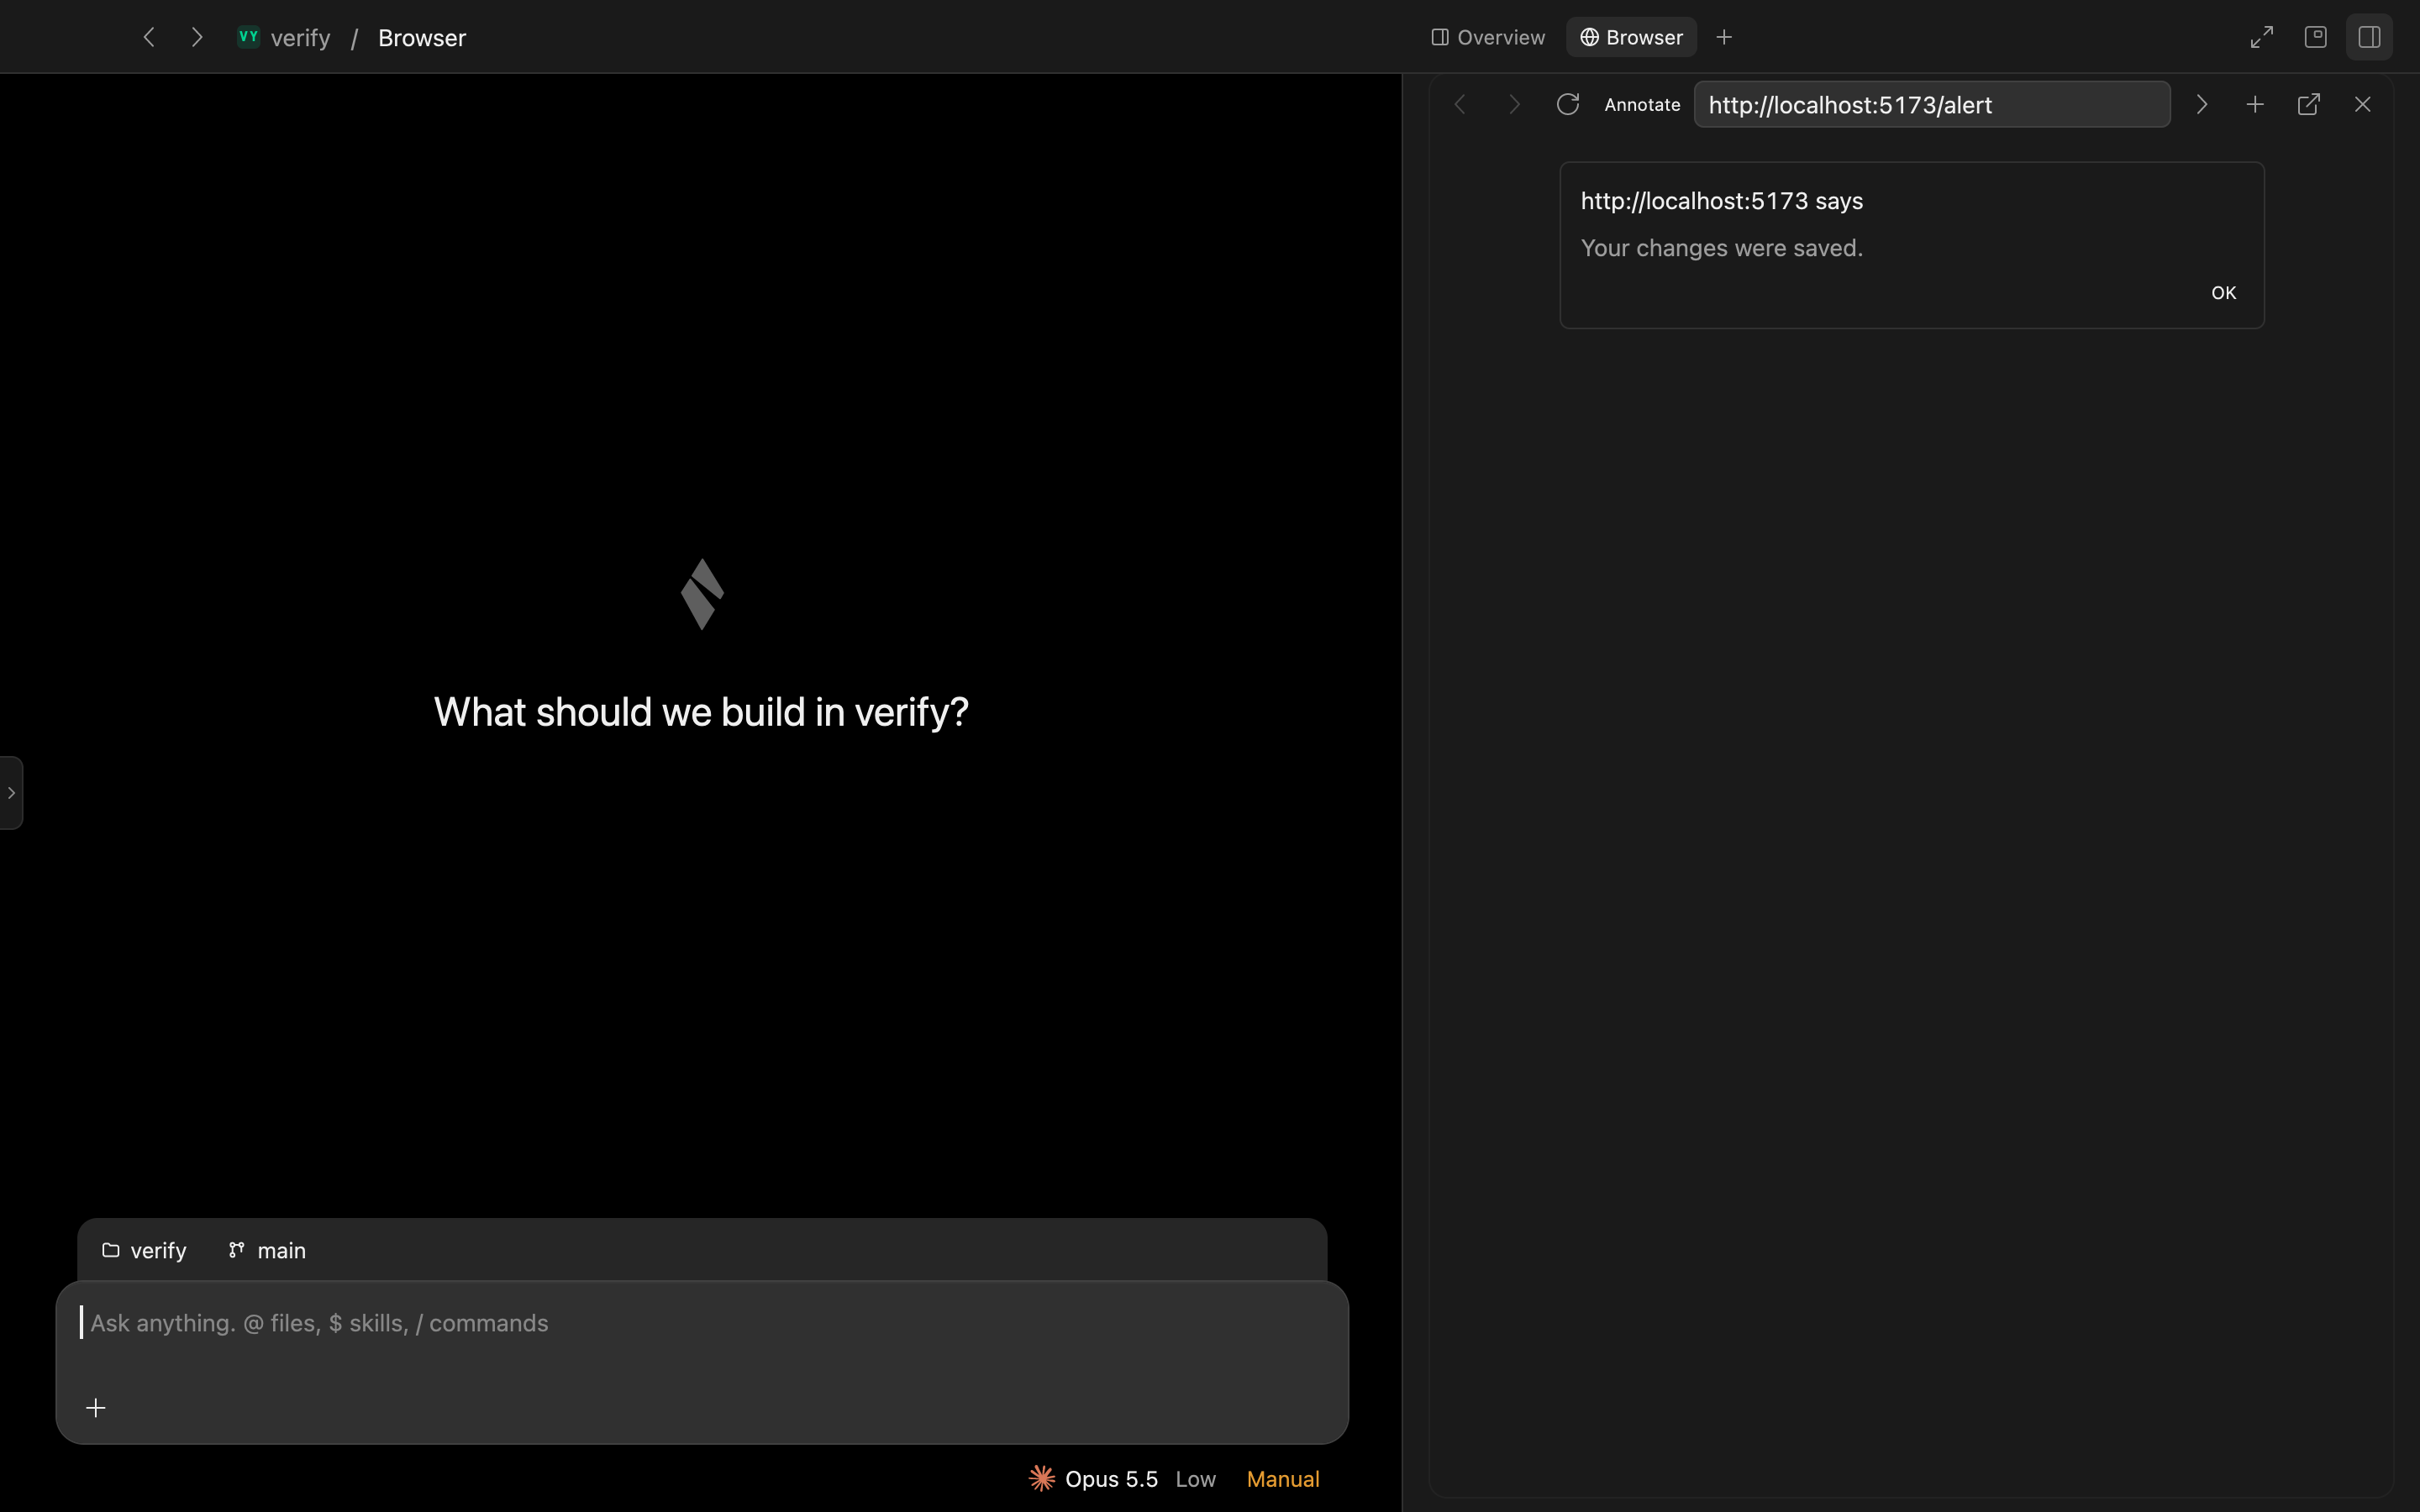 VY verify / Browser
Overview
Browser
Annotate
http://localhost:5173/alert
http://localhost:5173 says
Your changes were saved.
OK
What should we build in verify?
verify
main
Ask anything. @ files, $ skills, / commands
Opus 5.5 Low Manual